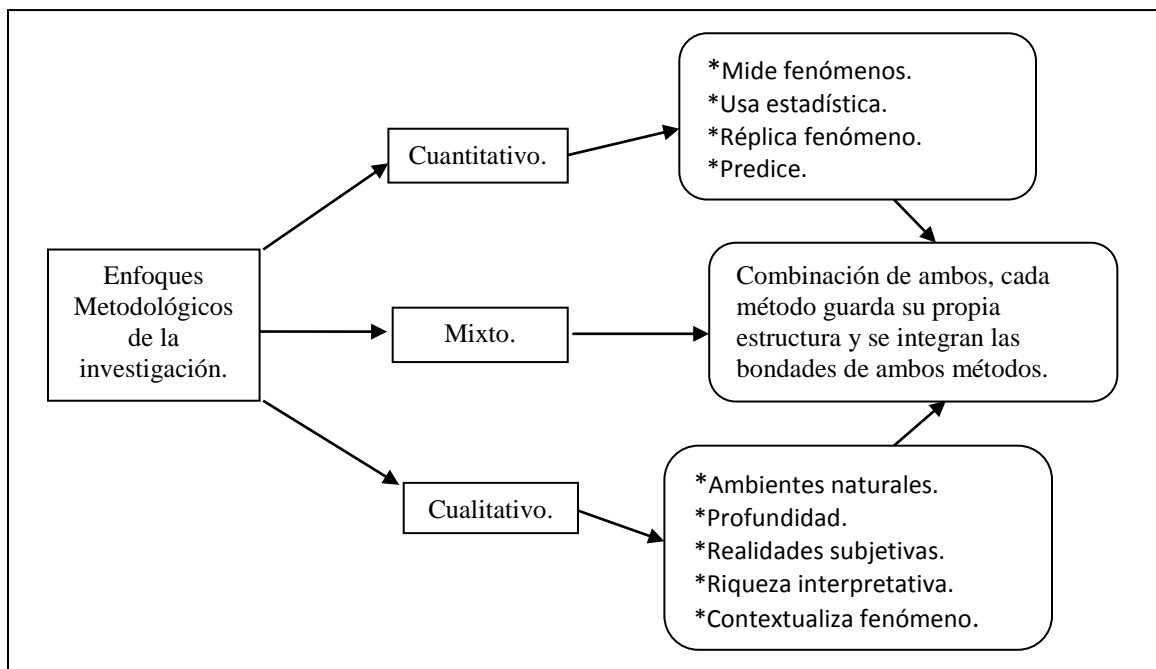 Enfoques
Metodológicos
de la
investigación.
Cuantitativo.
*Mide fenómenos.
*Usa estadística.
*Réplica fenómeno.
*Predice.
Mixto.
Combinación de ambos, cada
método guarda su propia
estructura y se integran las
bondades de ambos métodos.
Cualitativo.
*Ambientes naturales.
*Profundidad.
*Realidades subjetivas.
*Riqueza interpretativa.
*Contextualiza fenómeno.